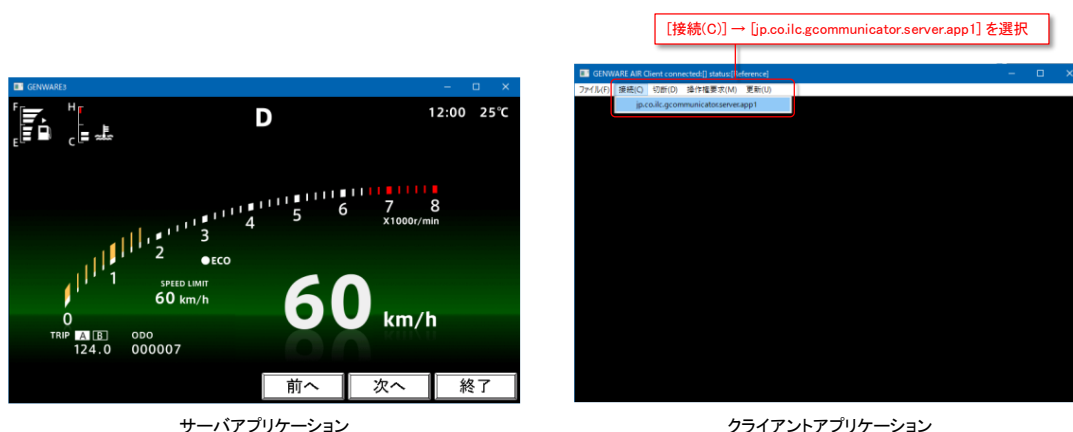 [接続(C)] → [jp.co.ilc.gcommunicator.server.app1] を選択
GENWARE3
F
E
H
C
D
12:00 25℃
0
1
2
3
4
5
6
7
8
X1000r/min
ECO
SPEED LIMIT
60 km/h
60 km/h
TRIP A B
124.0
ODO
000007
前へ
次へ
終了
サーバアプリケーション
GENWARE AIR Client connected:[] status:[Reference]
ファイル(F) 接続(C) 切断(D) 操作権要求(M) 更新(U)
jp.co.ilc.gcommunicator.server.app1
クライアントアプリケーション